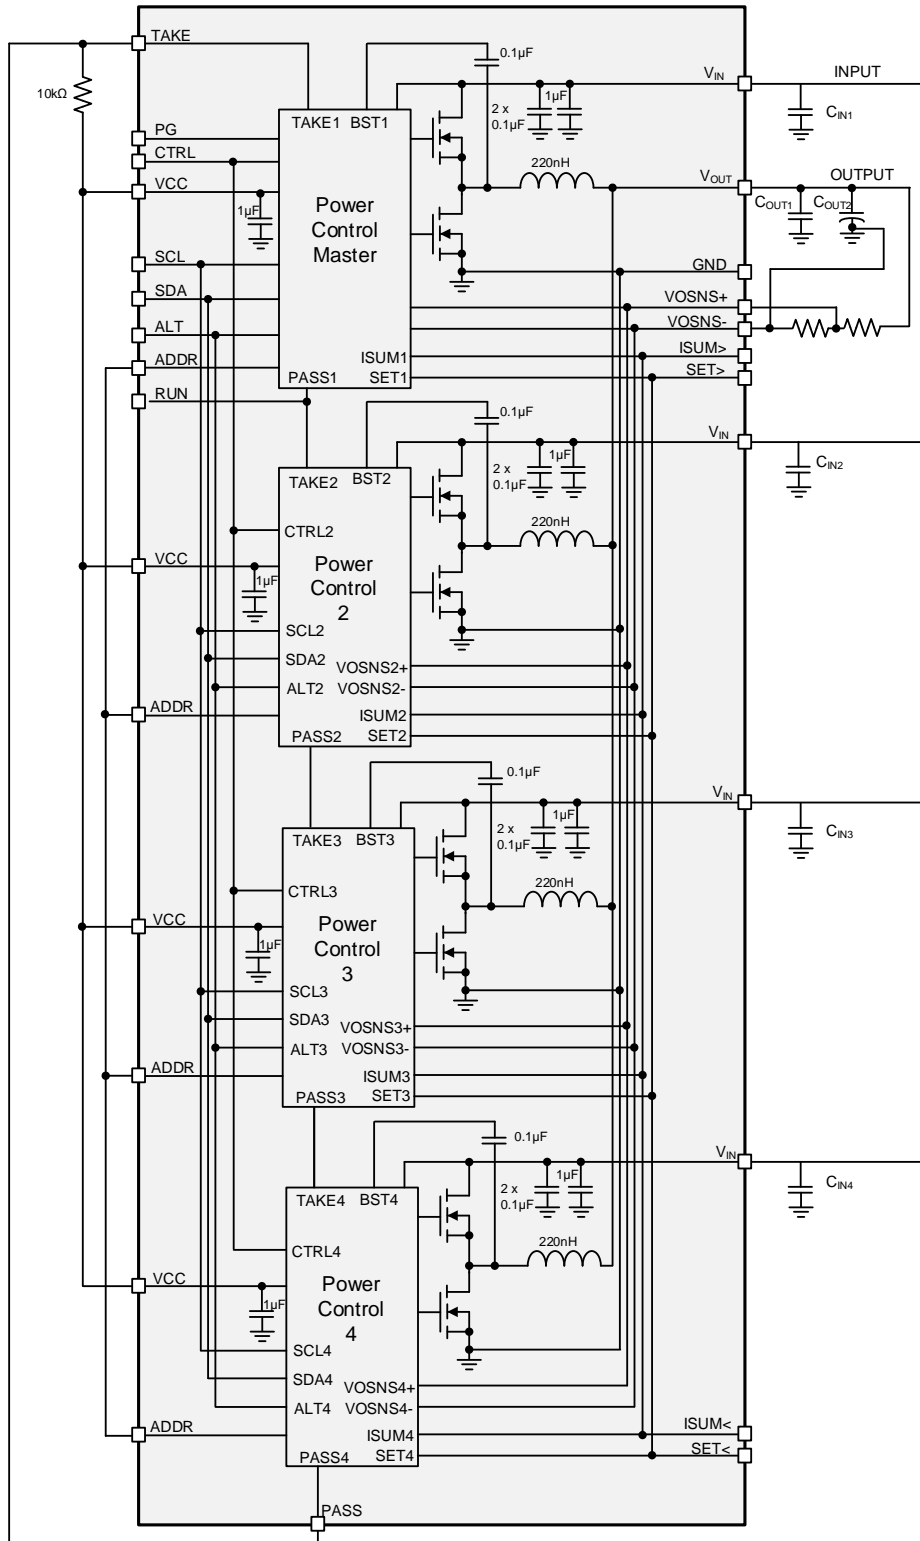 TAKE
0.1µF
10kΩ
VIN
INPUT
TAKE1
BST1
2 x
0.1µF
1µF
CIN1
PG
CTRL
VCC
1µF
Power
Control
Master
220nH
VOUT
OUTPUT
COUT1
COUT2
SCL
GND
SDA
VOSNS+
ALT
VOSNS-
ISUM1
ISUM>
ADDR
PASS1
SET1
SET>
RUN
0.1µF
VIN
TAKE2
BST2
2 x
0.1µF
1µF
CIN2
CTRL2
220nH
VCC
1µF
Power
Control
2
SCL2
SDA2
VOSNS2+
ALT2
VOSNS2-
ADDR
ISUM2
PASS2
SET2
0.1µF
VIN
TAKE3
BST3
2 x
0.1µF
1µF
CIN3
CTRL3
220nH
VCC
1µF
Power
Control
3
SCL3
SDA3
VOSNS3+
ALT3
VOSNS3-
ADDR
ISUM3
PASS3
SET3
0.1µF
VIN
TAKE4
BST4
2 x
0.1µF
1µF
CIN4
CTRL4
220nH
VCC
1µF
Power
Control
4
SCL4
SDA4
VOSNS4+
ALT4
VOSNS4-
ADDR
ISUM4
ISUM<
PASS4
SET4
SET<
PASS